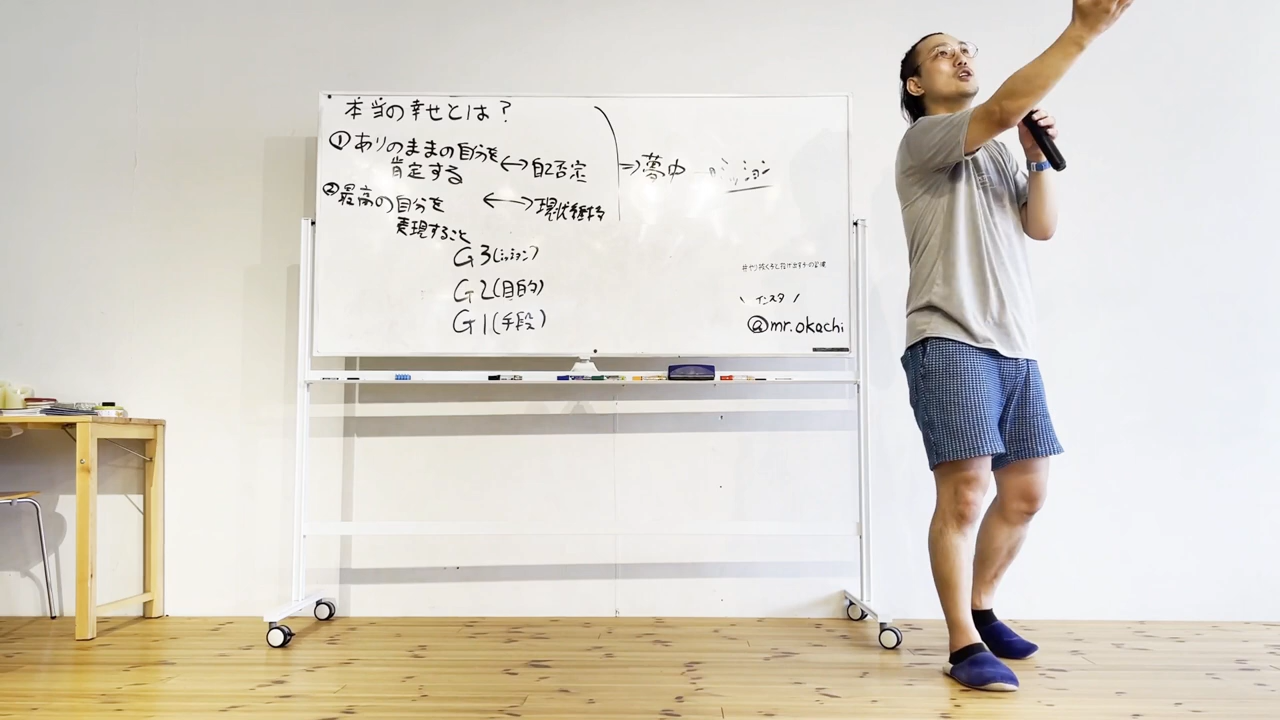 本当の幸せとは?
①ありのままの自分を
肯定する
↔自己否定
②最高の自分を
表現すること
↔現状維持
G3(ミッション)
G2(目的)
G1(手段)
⇒夢中
ミッション
\ インスタ /
@mr.okachi